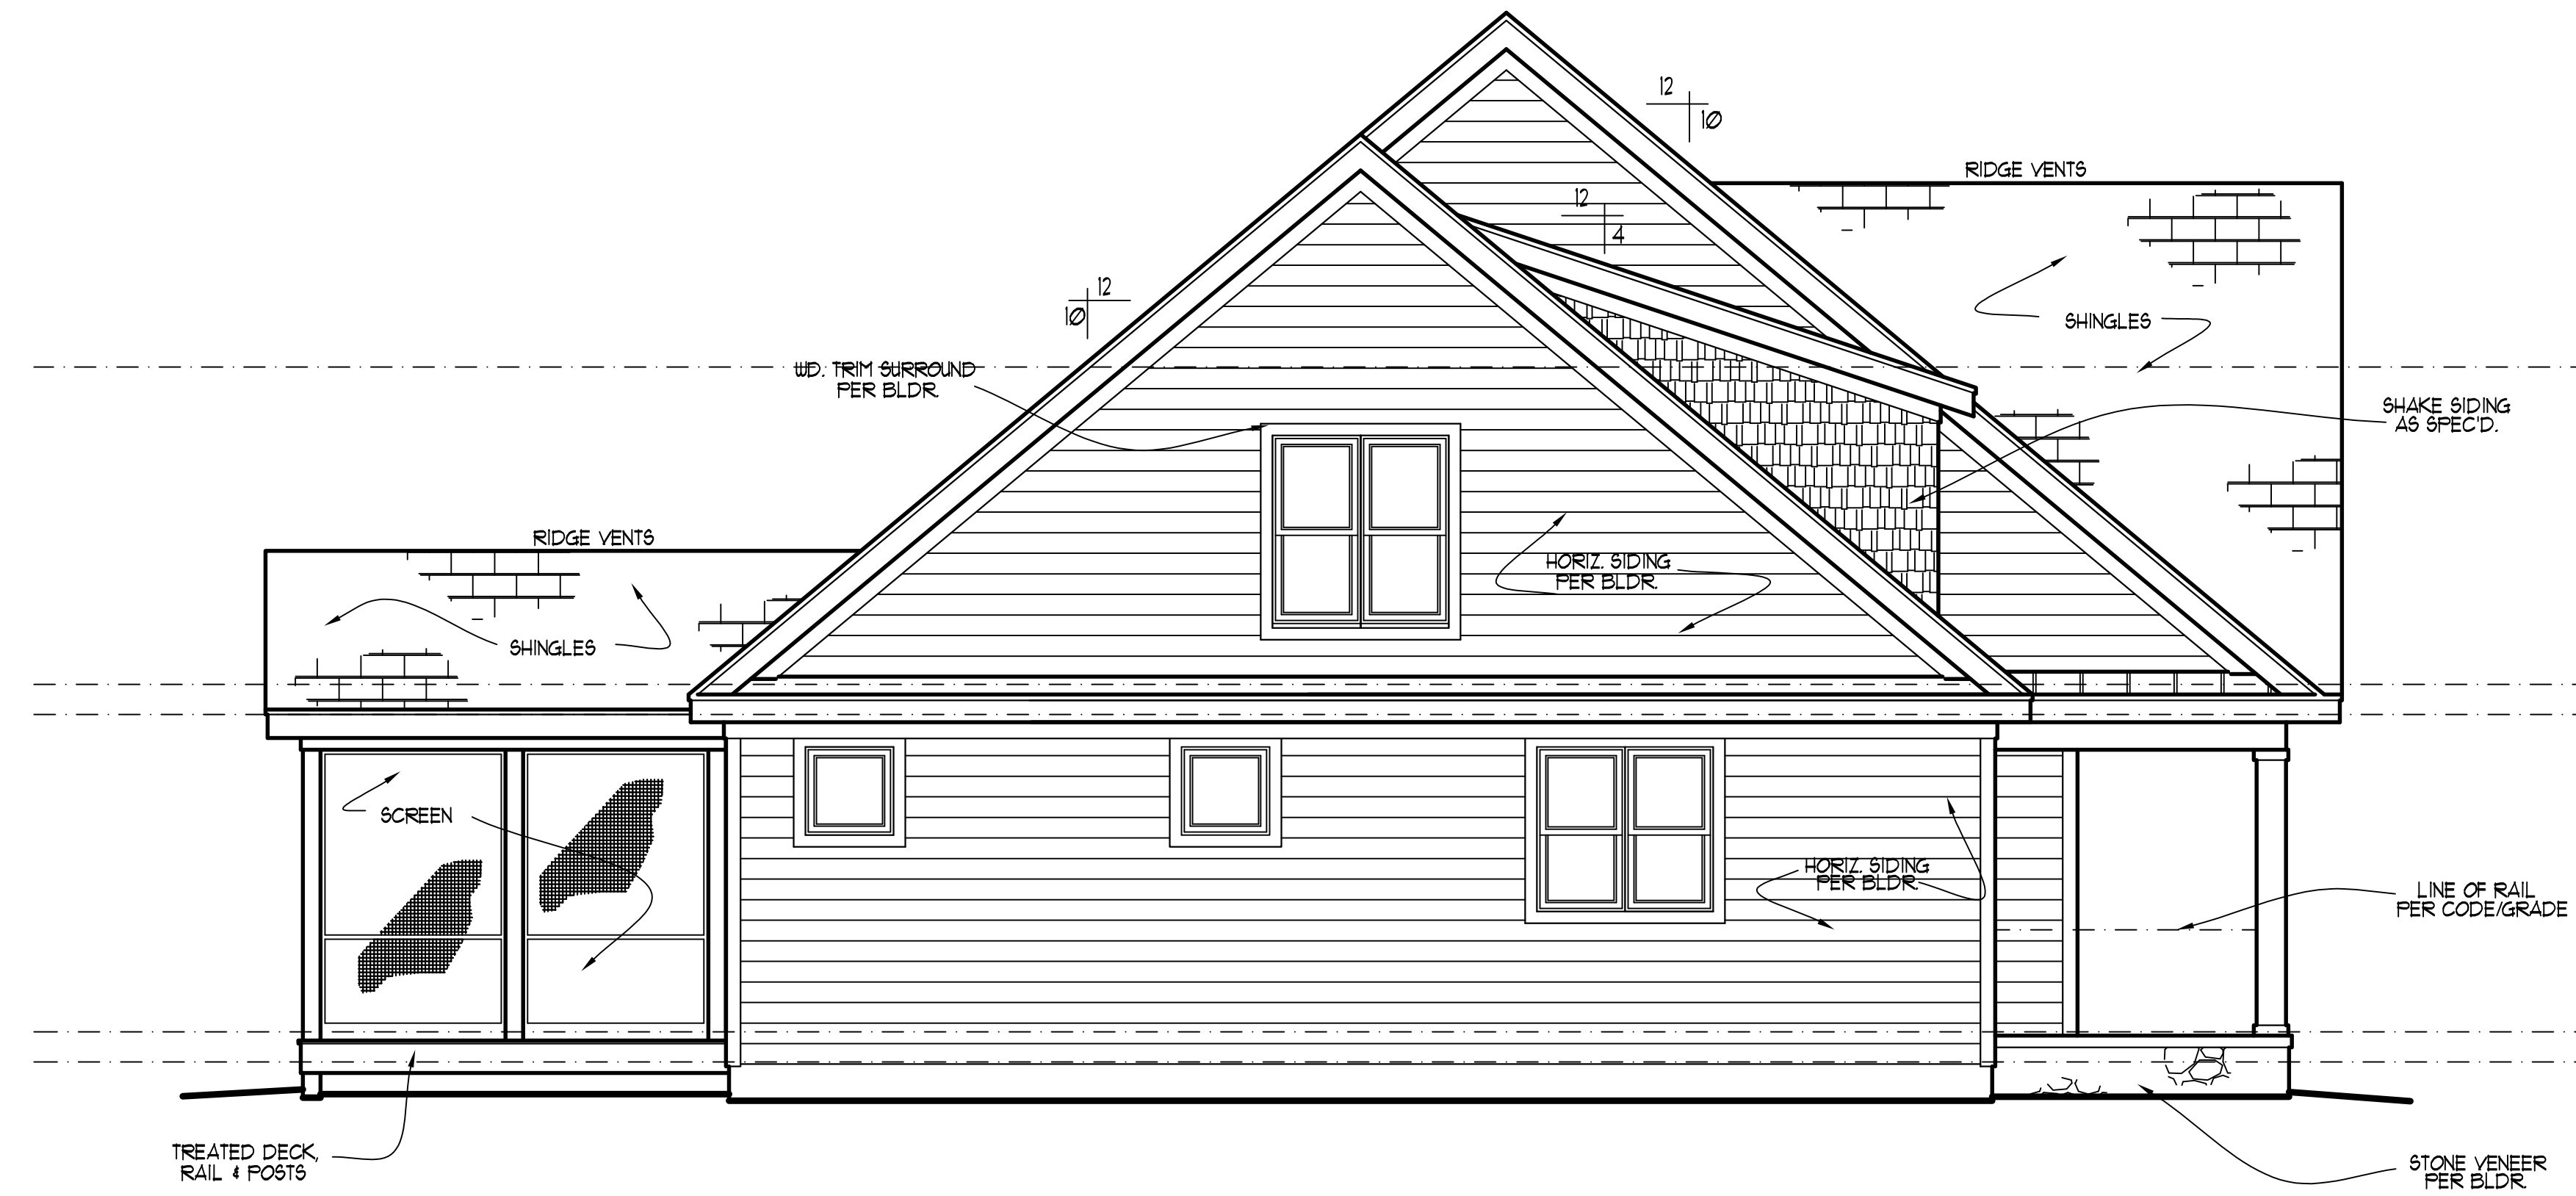 12
10
RIDGE VENTS
12
4
12
10
SHINGLES
WD. TRIM SURROUND
PER BLDR.
SHAKE SIDING
AS SPEC'D.
RIDGE VENTS
HORIZ. SIDING
PER BLDR.
SHINGLES
SCREEN
HORIZ. SIDING
PER BLDR.
LINE OF RAIL
PER CODE/GRADE
TREATED DECK,
RAIL & POSTS
STONE VENEER
PER BLDR.